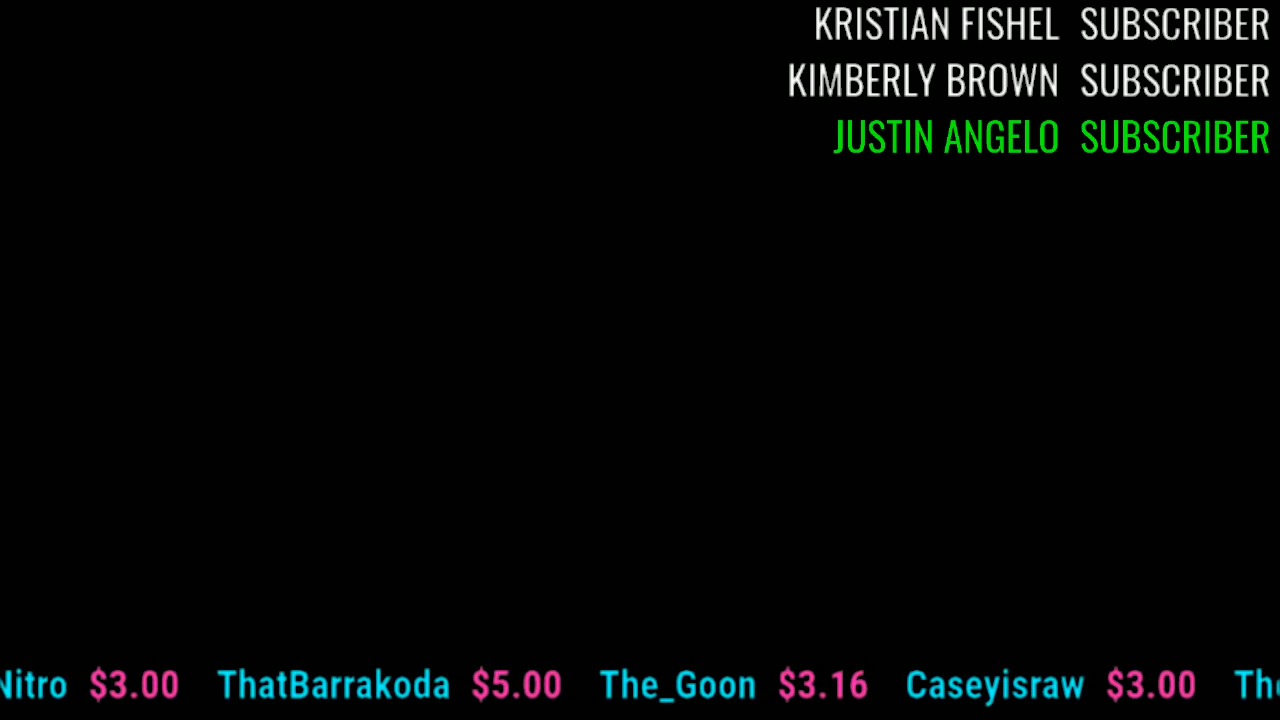 KRISTIAN FISHEL SUBSCRIBER
KIMBERLY BROWN SUBSCRIBER
JUSTIN ANGELO SUBSCRIBER
Nitro $3.00 ThatBarrakoda $5.00 The_Goon $3.16 Caseyisraw $3.00